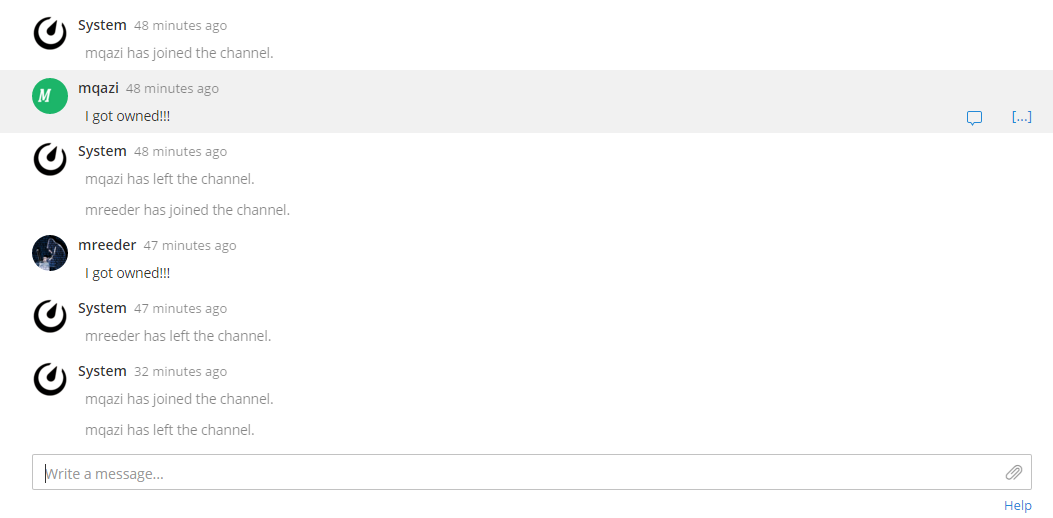 System 48 minutes ago
mqazi has joined the channel.
M
mqazi 48 minutes ago
I got owned!!!
[...]
System 48 minutes ago
mqazi has left the channel.
mreeder has joined the channel.
mreeder 47 minutes ago
I got owned!!!
System 47 minutes ago
mreeder has left the channel.
System 32 minutes ago
mqazi has joined the channel.
mqazi has left the channel.
Write a message...
Help